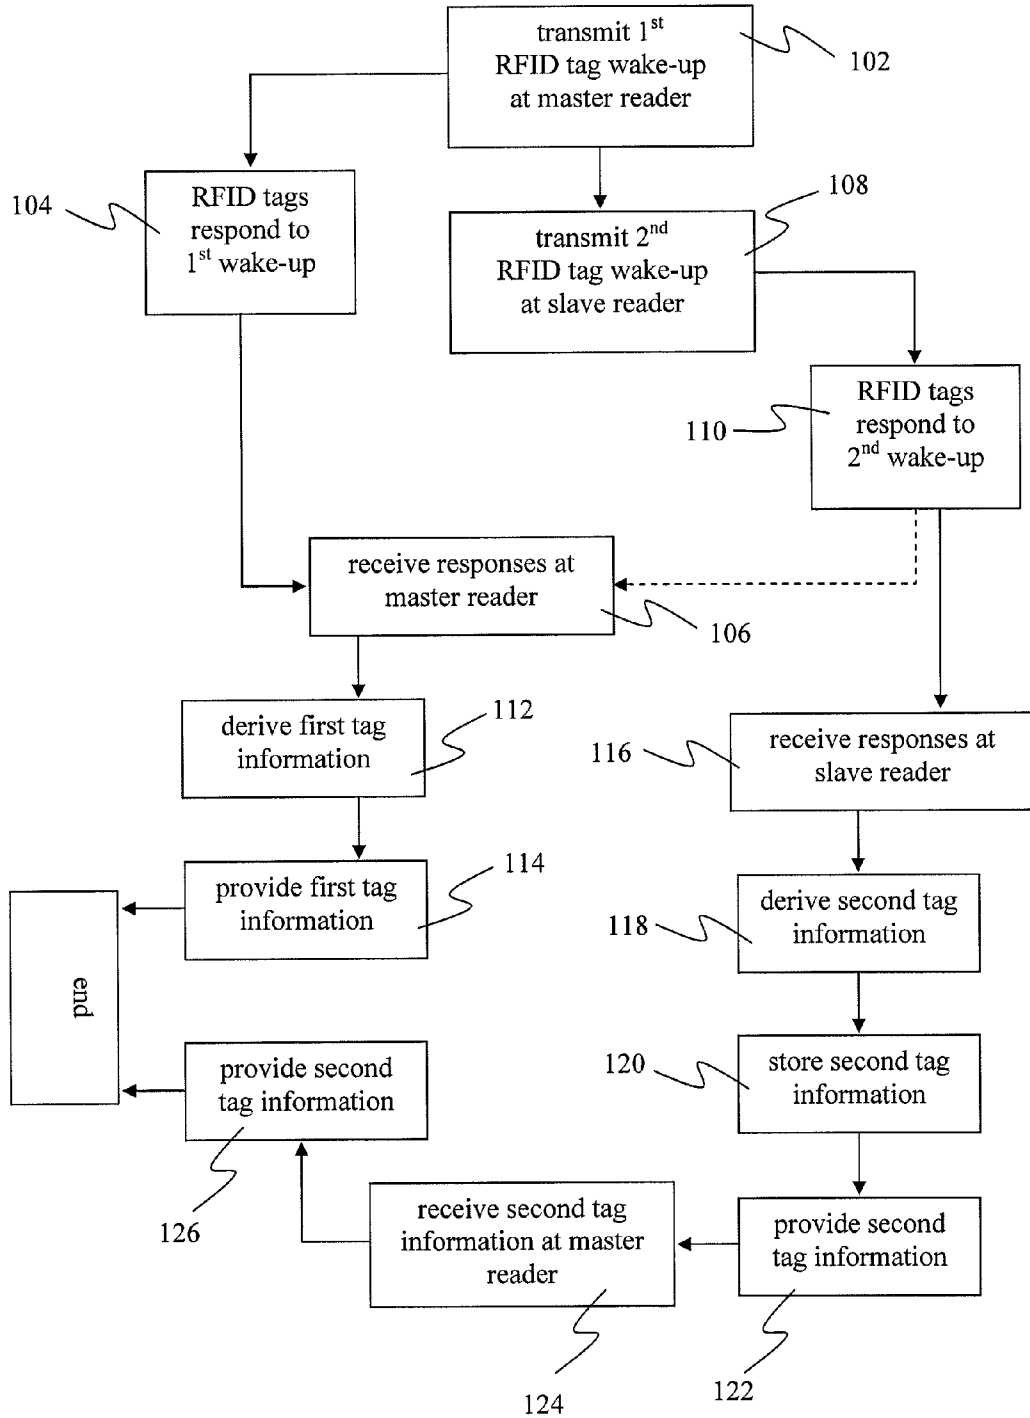 transmit 1st
RFID tag wake-up
at master reader
102
104
RFID tags
respond to
1st wake-up
108
transmit 2nd
RFID tag wake-up
at slave reader
110
RFID tags
respond to
2nd wake-up
receive responses at
master reader
106
derive first tag
information
112
116
receive responses at
slave reader
provide first tag
information
114
118
derive second tag
information
end
provide second
tag information
126
120
store second tag
information
receive second tag
information at master
reader
124
provide second
tag information
122